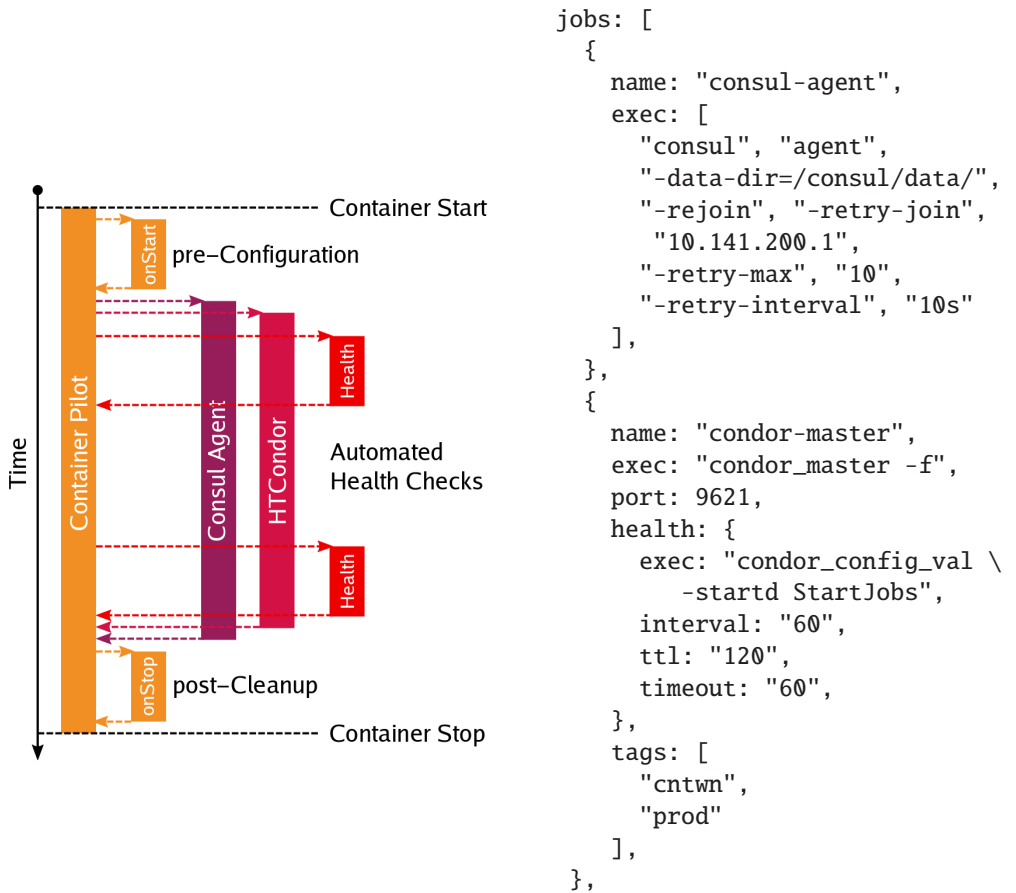 Time
Container Pilot
Container Start
onStart
pre–Configuration
Consul Agent
HTCondor
Health
Automated
Health Checks
Health
onStop
post–Cleanup
Container Stop
jobs: [
  {
    name: "consul-agent",
    exec: [
      "consul", "agent",
      "-data-dir=/consul/data/",
      "-rejoin", "-retry-join",
       "10.141.200.1",
      "-retry-max", "10",
      "-retry-interval", "10s"
    ],
  },
  {
    name: "condor-master",
    exec: "condor_master -f",
    port: 9621,
    health: {
      exec: "condor_config_val \
         -startd StartJobs",
      interval: "60",
      ttl: "120",
      timeout: "60",
    },
    tags: [
      "cntwn",
      "prod"
    ],
 },